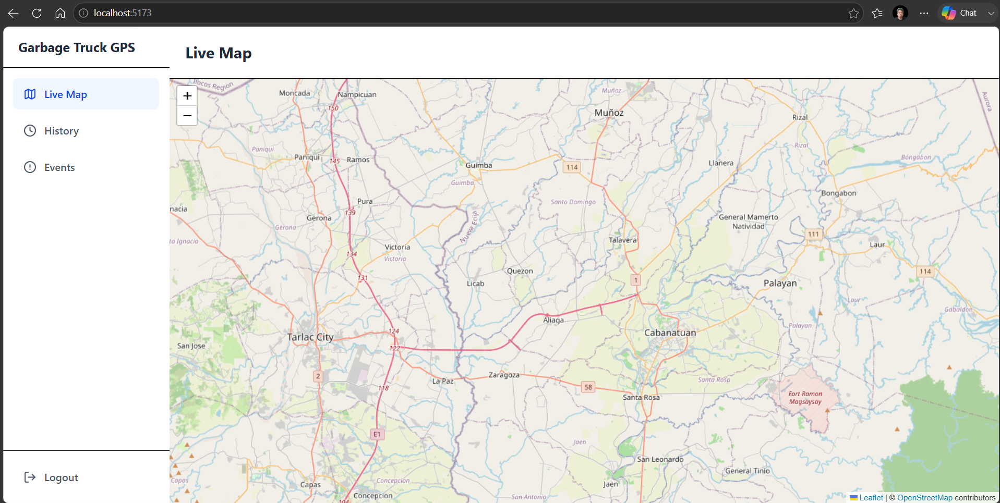 localhost:5173
Chat
Garbage Truck GPS
Live Map
Live Map
History
Events
Logout
+
−
Ilocos Region
Moncada
Nampicuan
150
Muñoz
Muñoz
Rizal
Aurora
Paniqui
Paniqui
145
Ramos
Guimba
Guimba
114
Llanera
Rizal
Bongabon
Bongabon
Pura
139
Santo Domingo
nacia
Gerona
Gerona
Nueva Ecija
General Mamerto
Natividad
111
ta Ignacia
Victoria
Victoria
134
Talavera
Laur
131
Licab
Quezon
1
Palayan
114
Laur
Gabaldon
Aliaga
124
122
Tarlac City
Cabanatuan
Palayan
San Jose
2
La Paz
Zaragoza
118
58
Santa Rosa
Santa Rosa
Fort Ramon
Magsaysay
E1
Jaen
San Leonardo
General Tinio
Capas
Capas
Concepcion
Concepcion
104
Jaen
San Antonio
Leaflet | © OpenStreetMap contributors